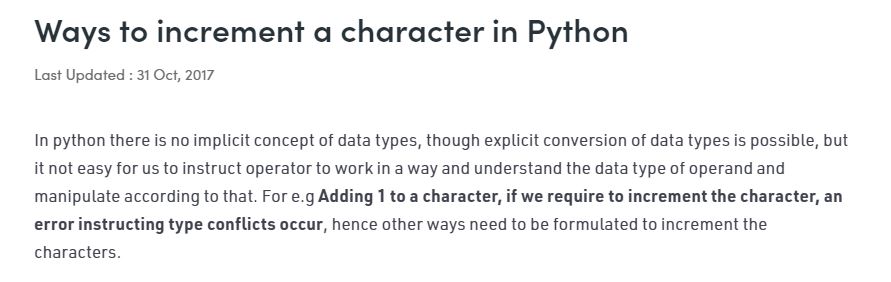 Ways to increment a character in Python
Last Updated : 31 Oct, 2017
In python there is no implicit concept of data types, though explicit conversion of data types is possible, but
it not easy for us to instruct operator to work in a way and understand the data type of operand and
manipulate according to that. For e.g Adding 1 to a character, if we require to increment the character, an
error instructing type conflicts occur, hence other ways need to be formulated to increment the
characters.